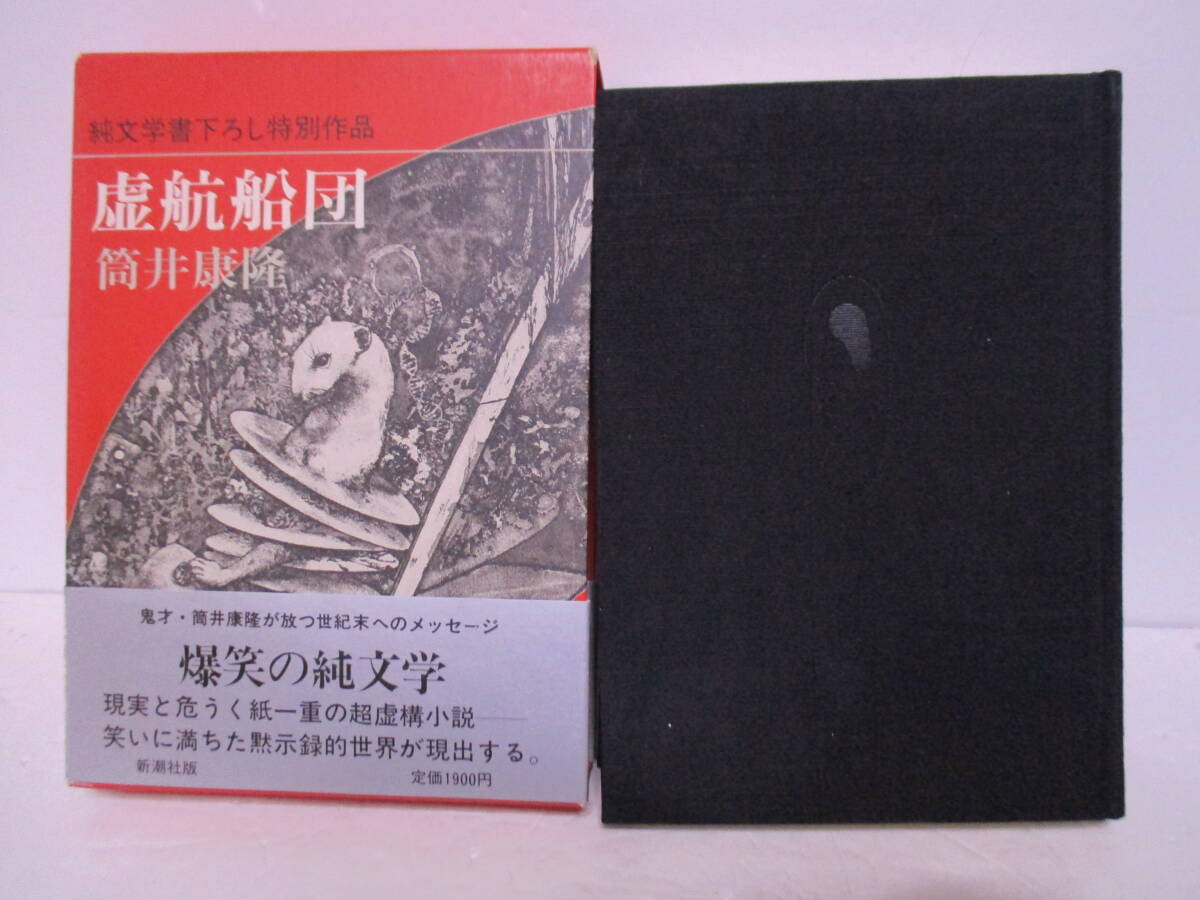 純文学書下ろし特別作品
虚航船団
筒井康隆
鬼才・筒井康隆が放つ世紀末へのメッセージ
爆笑の純文学
現実と危うく紙一重の超虚構小説──
笑いに満ちた黙示録的世界が現出する。
新潮社版 定価1900円